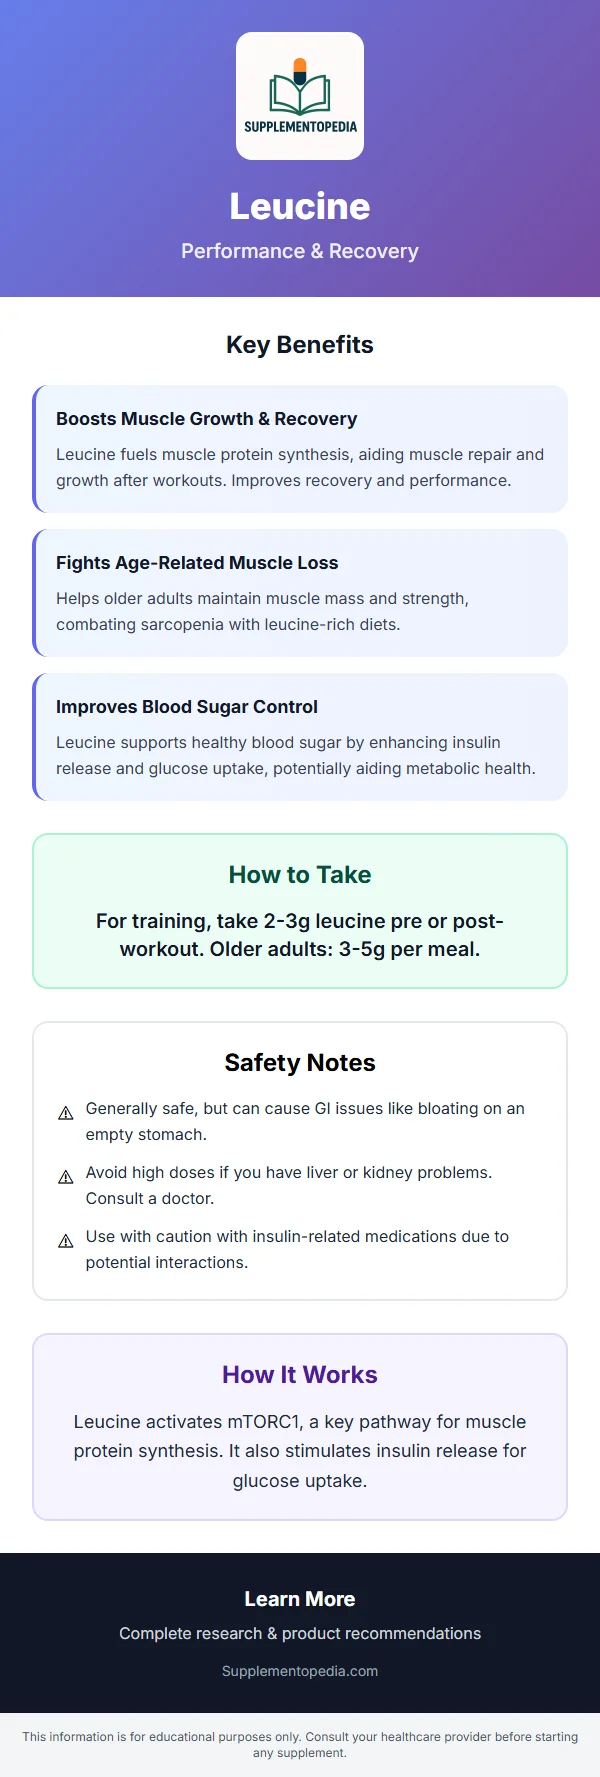 SUPPLEMENTOPEDIA
Leucine
Performance & Recovery
Key Benefits
Boosts Muscle Growth & Recovery
Leucine fuels muscle protein synthesis, aiding muscle repair and
growth after workouts. Improves recovery and performance.
Fights Age-Related Muscle Loss
Helps older adults maintain muscle mass and strength,
combating sarcopenia with leucine-rich diets.
Improves Blood Sugar Control
Leucine supports healthy blood sugar by enhancing insulin
release and glucose uptake, potentially aiding metabolic health.
How to Take
For training, take 2-3g leucine pre or post-
workout. Older adults: 3-5g per meal.
Safety Notes
Generally safe, but can cause GI issues like bloating on an
empty stomach.
Avoid high doses if you have liver or kidney problems.
Consult a doctor.
Use with caution with insulin-related medications due to
potential interactions.
How It Works
Leucine activates mTORC1, a key pathway for muscle
protein synthesis. It also stimulates insulin release for
glucose uptake.
Learn More
Complete research & product recommendations
Supplementopedia.com
This information is for educational purposes only. Consult your healthcare provider before starting
any supplement.